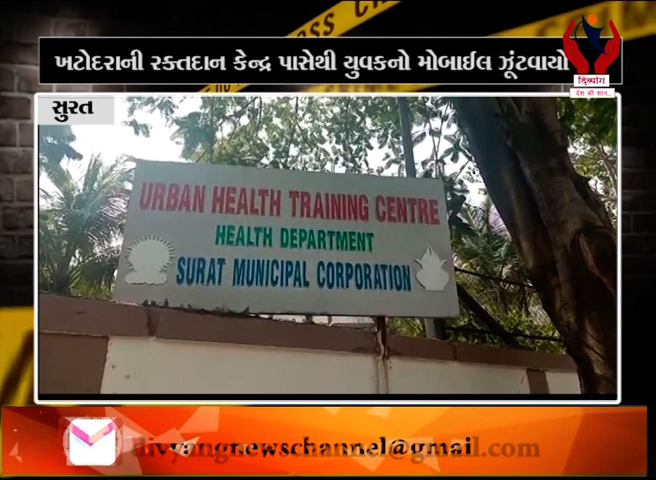 ખટોદરાની રક્તદાન કેન્દ્ર પાસેથી યુવકનો મોબાઈલ ઝૂંટવાયો
दिव्यांग
देश की शान..
સુરત
URBAN HEALTH TRAINING CENTRE
HEALTH DEPARTMENT
SURAT MUNICIPAL CORPORATION
divyangnewschannel@gmail.com